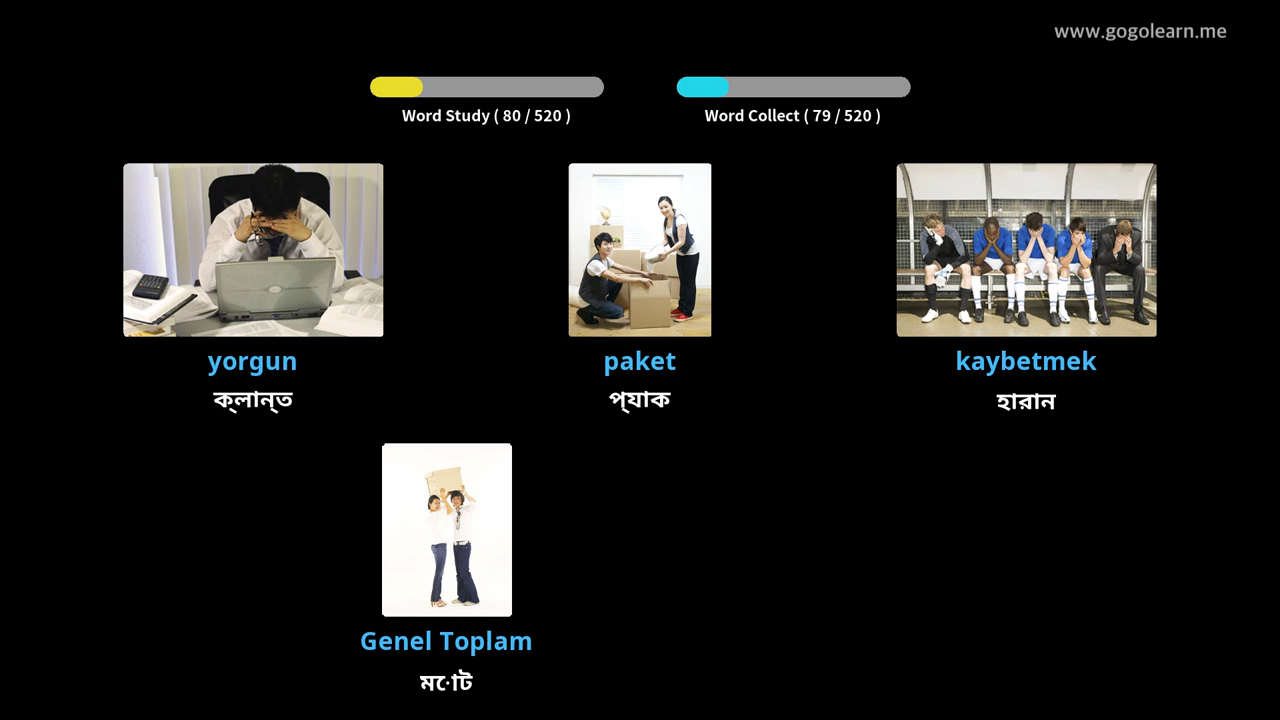 www.gogolearn.me
Word Study ( 80 / 520 )
Word Collect ( 79 / 520 )
yorgun
paket
kaybetmek
ক্‌লান্‌ত
প্‌যাক
হারান
Genel Toplam
মোট